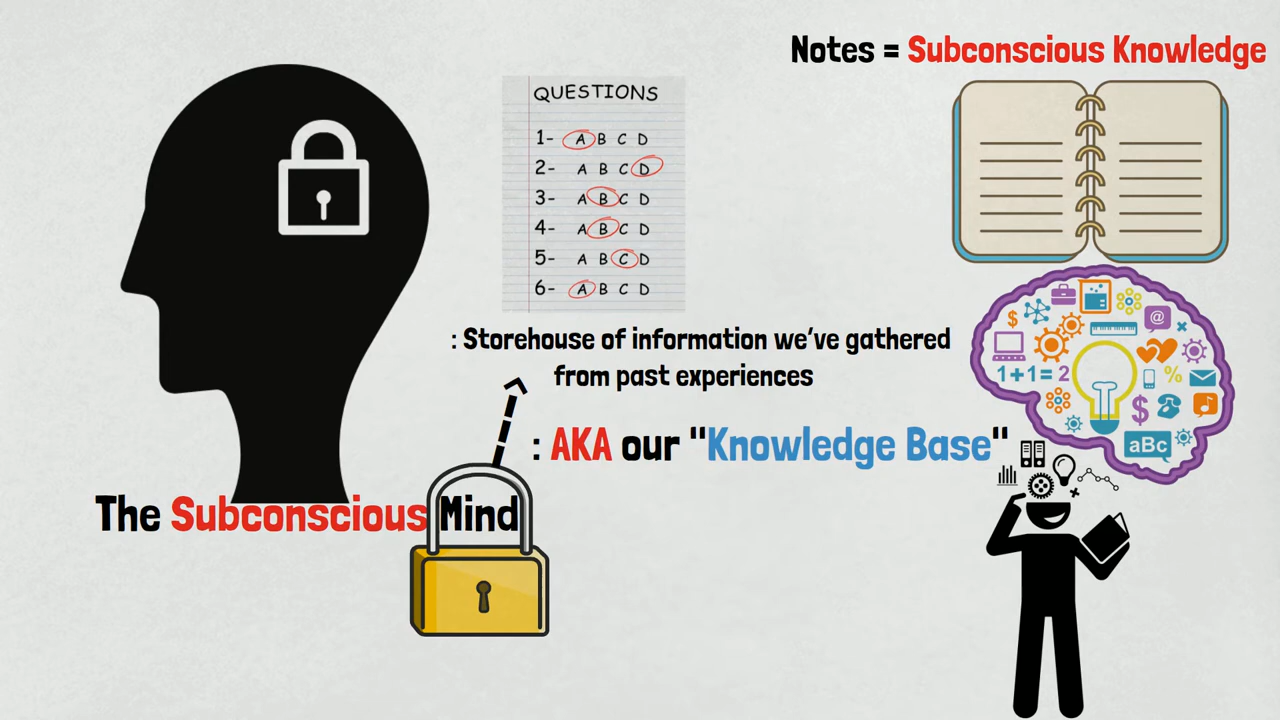 Notes = Subconscious Knowledge
QUESTIONS
1- A B C D
2- A B C D
3- A B C D
4- A B C D
5- A B C D
6- A B C D
: Storehouse of information we've gathered
from past experiences
$
@
1+1=2
%
$
aBc
: AKA our "Knowledge Base"
The Subconscious Mind